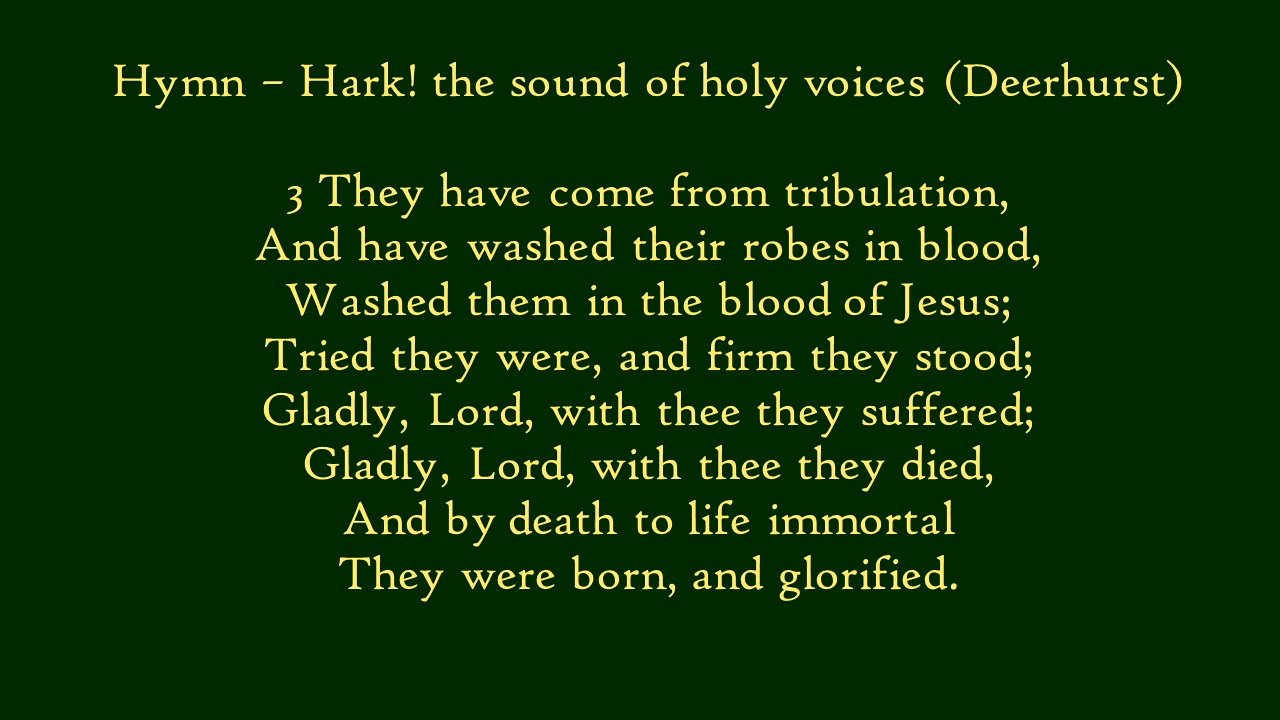 Hymn – Hark! the sound of holy voices (Deerhurst)
3 They have come from tribulation,
And have washed their robes in blood,
Washed them in the blood of Jesus;
Tried they were, and firm they stood;
Gladly, Lord, with thee they suffered;
Gladly, Lord, with thee they died,
And by death to life immortal
They were born, and glorified.